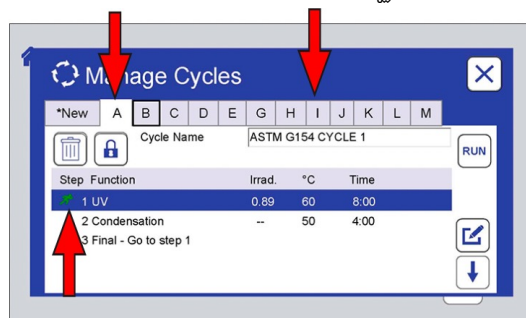 Manage Cycles
*New A B C D E G H I J K L M
Cycle Name ASTM G154 CYCLE 1
RUN
Step Function Irrad. °C Time
1 UV 0.89 60 8:00
2 Condensation -- 50 4:00
3 Final - Go to step 1